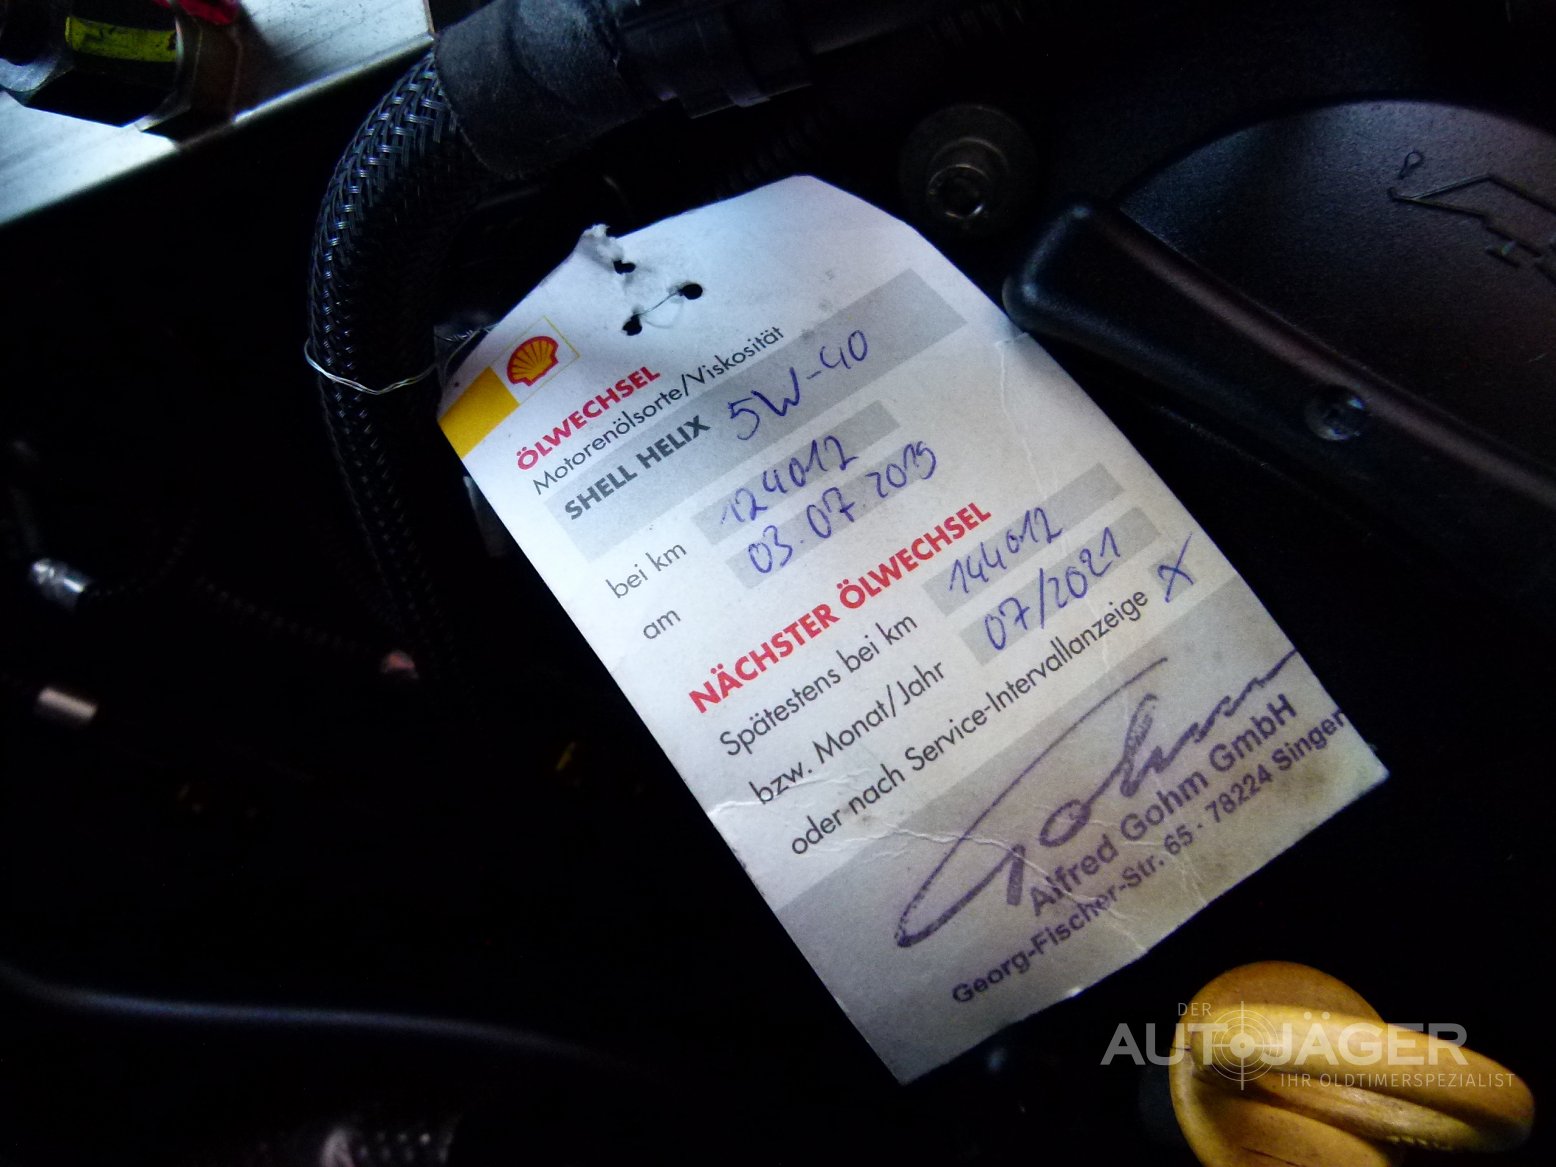 ÖLWECHSEL
Motorenölsorte/Viskosität
SHELL HELIX 5W-40
bei km 124012
am 03.07.2019
NÄCHSTER ÖLWECHSEL
Spätestens bei km 144012
bzw. Monat/Jahr 07/2021
oder nach Service-Intervallanzeige X
Gohm
Alfred Gohm GmbH
Georg-Fischer-Str. 65 · 78224 Singen
DER
AUTOJÄGER
IHR OLDTIMERSPEZIALIST